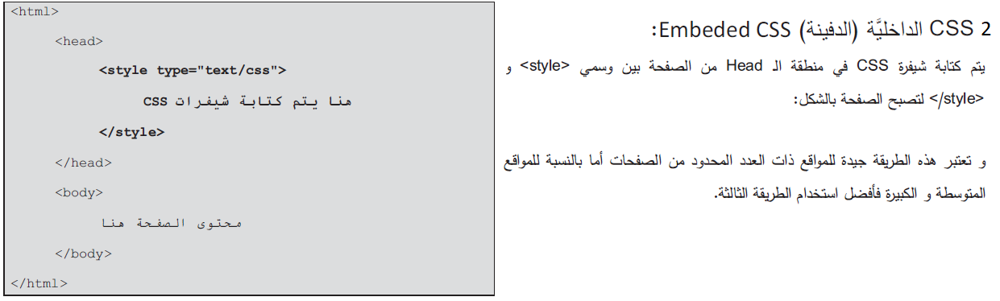 2 CSS الداخليَّة (الدفينة) Embeded CSS:
يتم كتابة شيفرة CSS في منطقة الـ Head من الصفحة بين وسمي <style> و
</style> لتصبح الصفحة بالشكل:
و تعتبر هذه الطريقة جيدة للمواقع ذات العدد المحدود من الصفحات أما بالنسبة للمواقع
المتوسطة و الكبيرة فأفضل استخدام الطريقة الثالثة.
<html>
<head>
<style type="text/css">
هنا يتم كتابة شيفرات CSS
</style>
</head>
<body>
محتوى الصفحة هنا
</body>
</html>